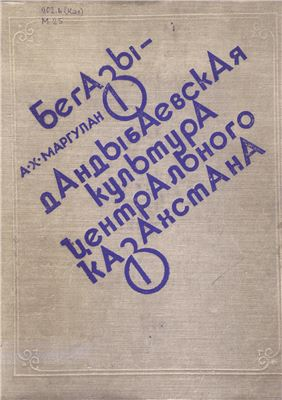 902.6(Каз)
М 25
А·Х·МАРГУЛАН
БЕГАЗЫ-
ДАНДЫБАЕВСКАЯ
КУЛЬТУРА
ЦЕНТРАЛЬНОГО
КАЗАХСТАНА